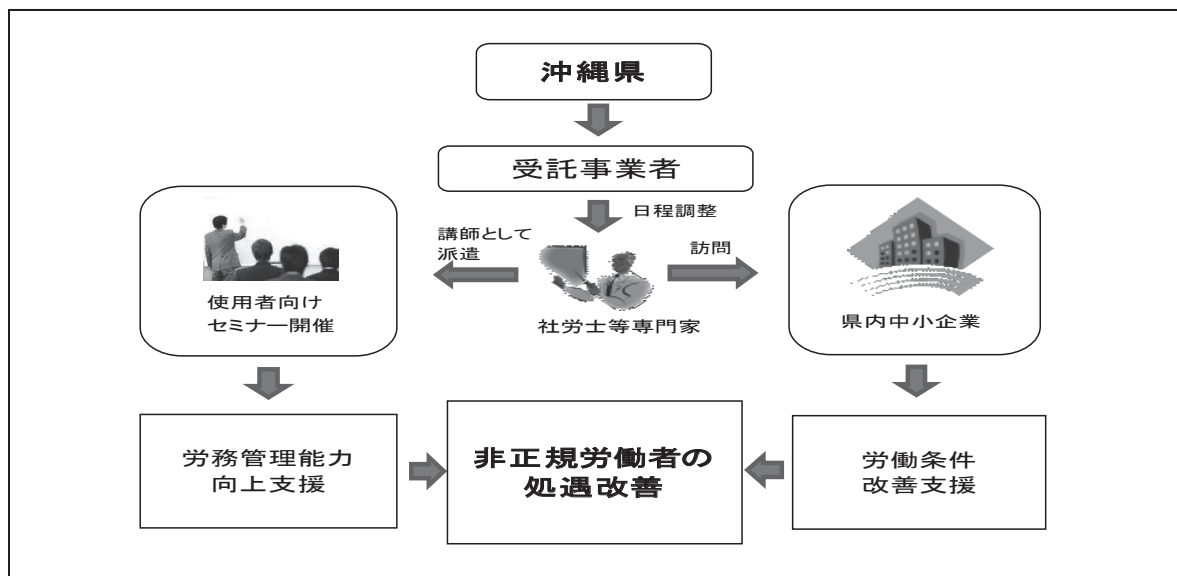 沖縄県
受託事業者
日程調整
講師として
派遣
訪問
使用者向け
セミナー開催
社労士等専門家
県内中小企業
労務管理能力
向上支援
非正規労働者の
処遇改善
労働条件
改善支援